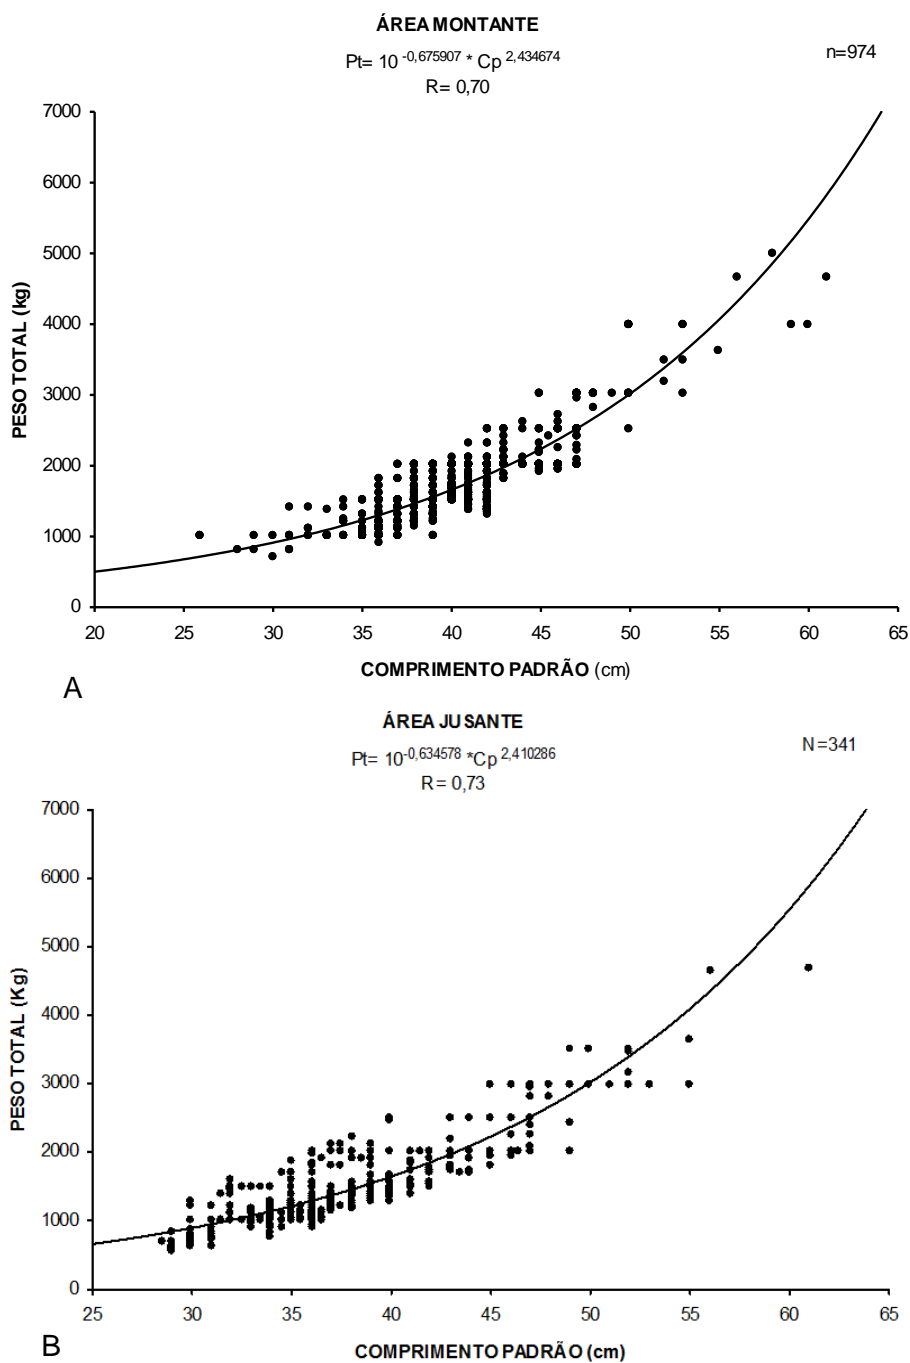 ÁREA MONTANTE
Pt= 10 -0,675907 * Cp 2,434674
n=974
R= 0,70
7000
6000
5000
4000
3000
2000
1000
0
PESO TOTAL (kg)
20 25 30 35 40 45 50 55 60 65
COMPRIMENTO PADRÃO (cm)
A
ÁREA JUSANTE
Pt= 10-0,634578 *Cp 2,410286
N=341
R= 0,73
7000
6000
5000
4000
3000
2000
1000
0
PESO TOTAL (Kg)
25 30 35 40 45 50 55 60 65
COMPRIMENTO PADRÃO (cm)
B